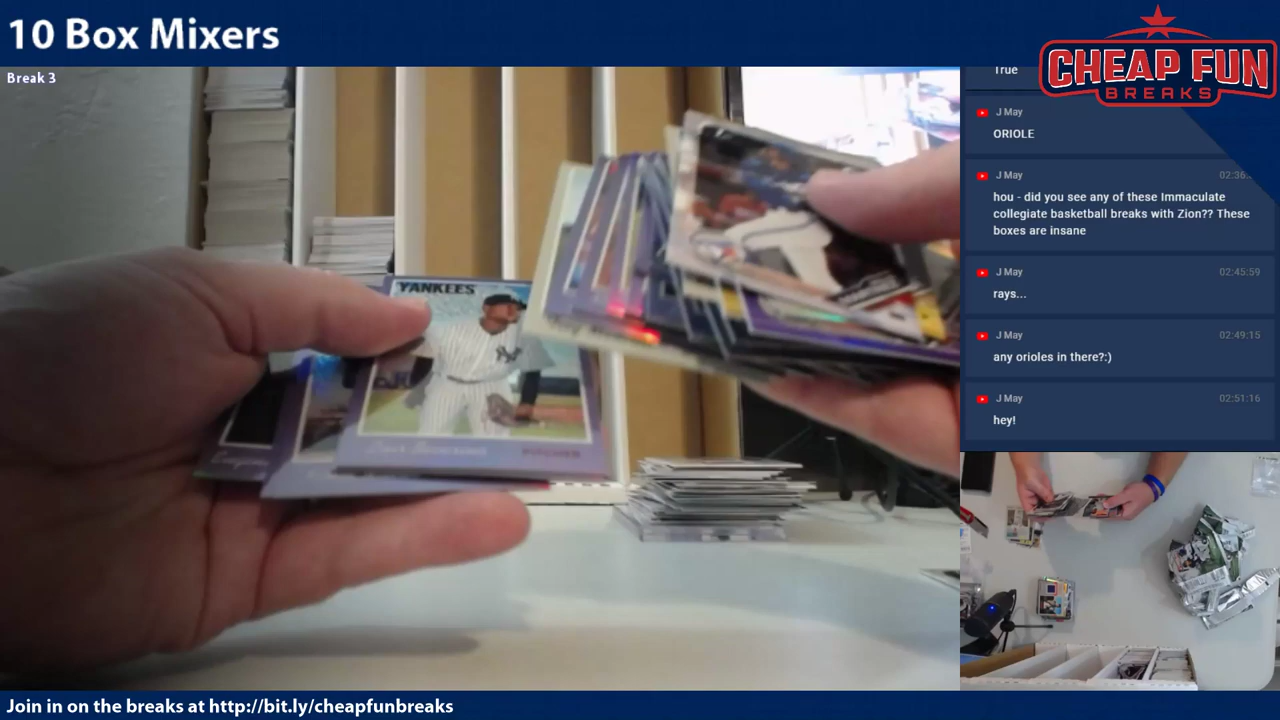 10 Box Mixers
CHEAP FUN
BREAKS
Break 3
True
J May
ORIOLE
J May
hou - did you see any of these Immaculate
collegiate basketball breaks with Zion?? These
boxes are insane
J May
02:45:59
rays...
J May
02:49:15
any orioles in there?:)
J May
02:51:16
hey!
YANKEES
PITCHER
Join in on the breaks at http://bit.ly/cheapfunbreaks